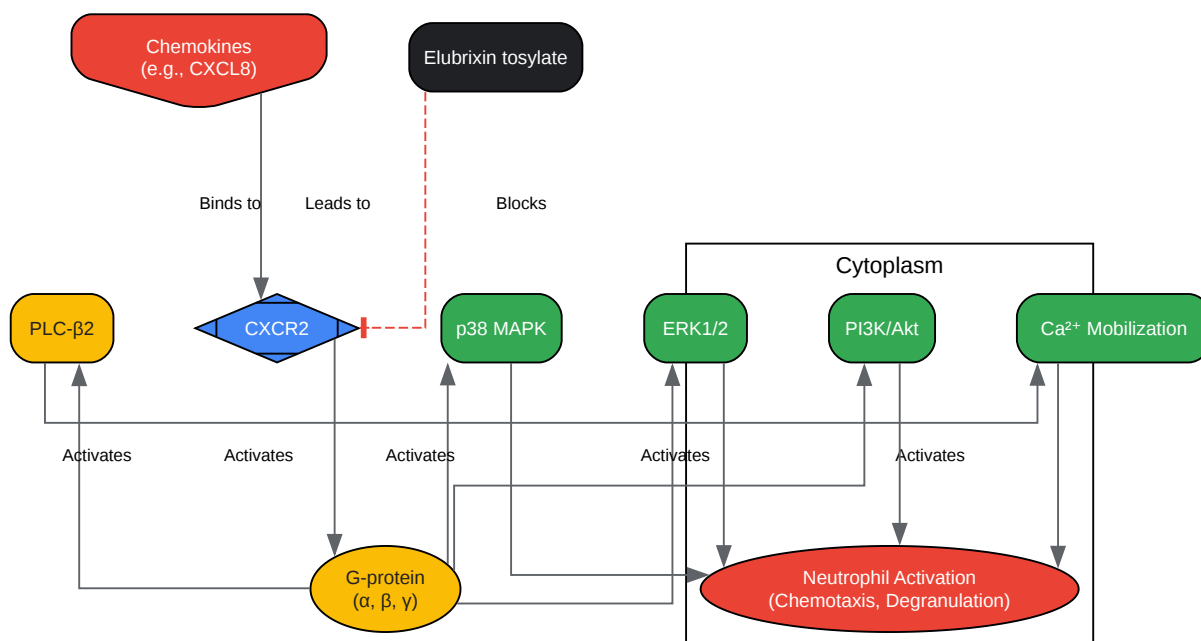 Chemokines
(e.g., CXCL8)
Elubrixin tosylate
Binds to
Leads to
Blocks
Cytoplasm
PLC-β2
CXCR2
p38 MAPK
ERK1/2
PI3K/Akt
Ca²⁺ Mobilization
Activates
Activates
Activates
Activates
Activates
G-protein
(α, β, γ)
Neutrophil Activation
(Chemotaxis, Degranulation)